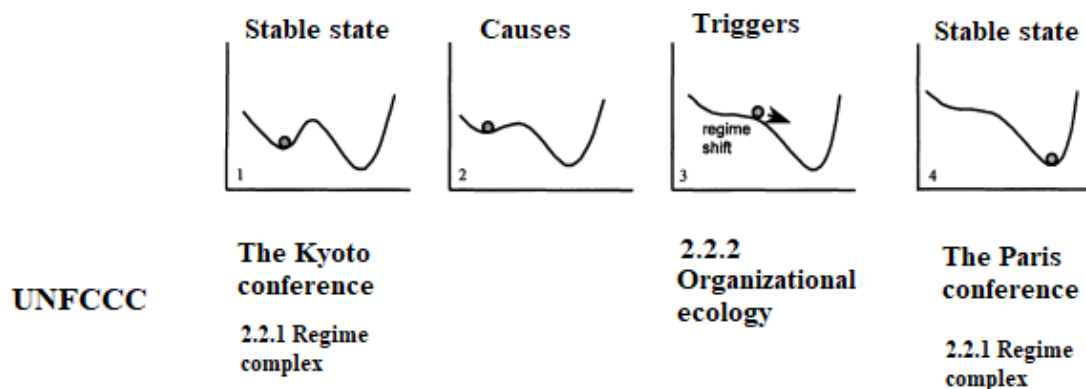 Stable state
Causes
Triggers
Stable state
regime
shift
1
2
3
4
UNFCCC
The Kyoto
conference
2.2.1 Regime
complex
2.2.2
Organizational
ecology
The Paris
conference
2.2.1 Regime
complex